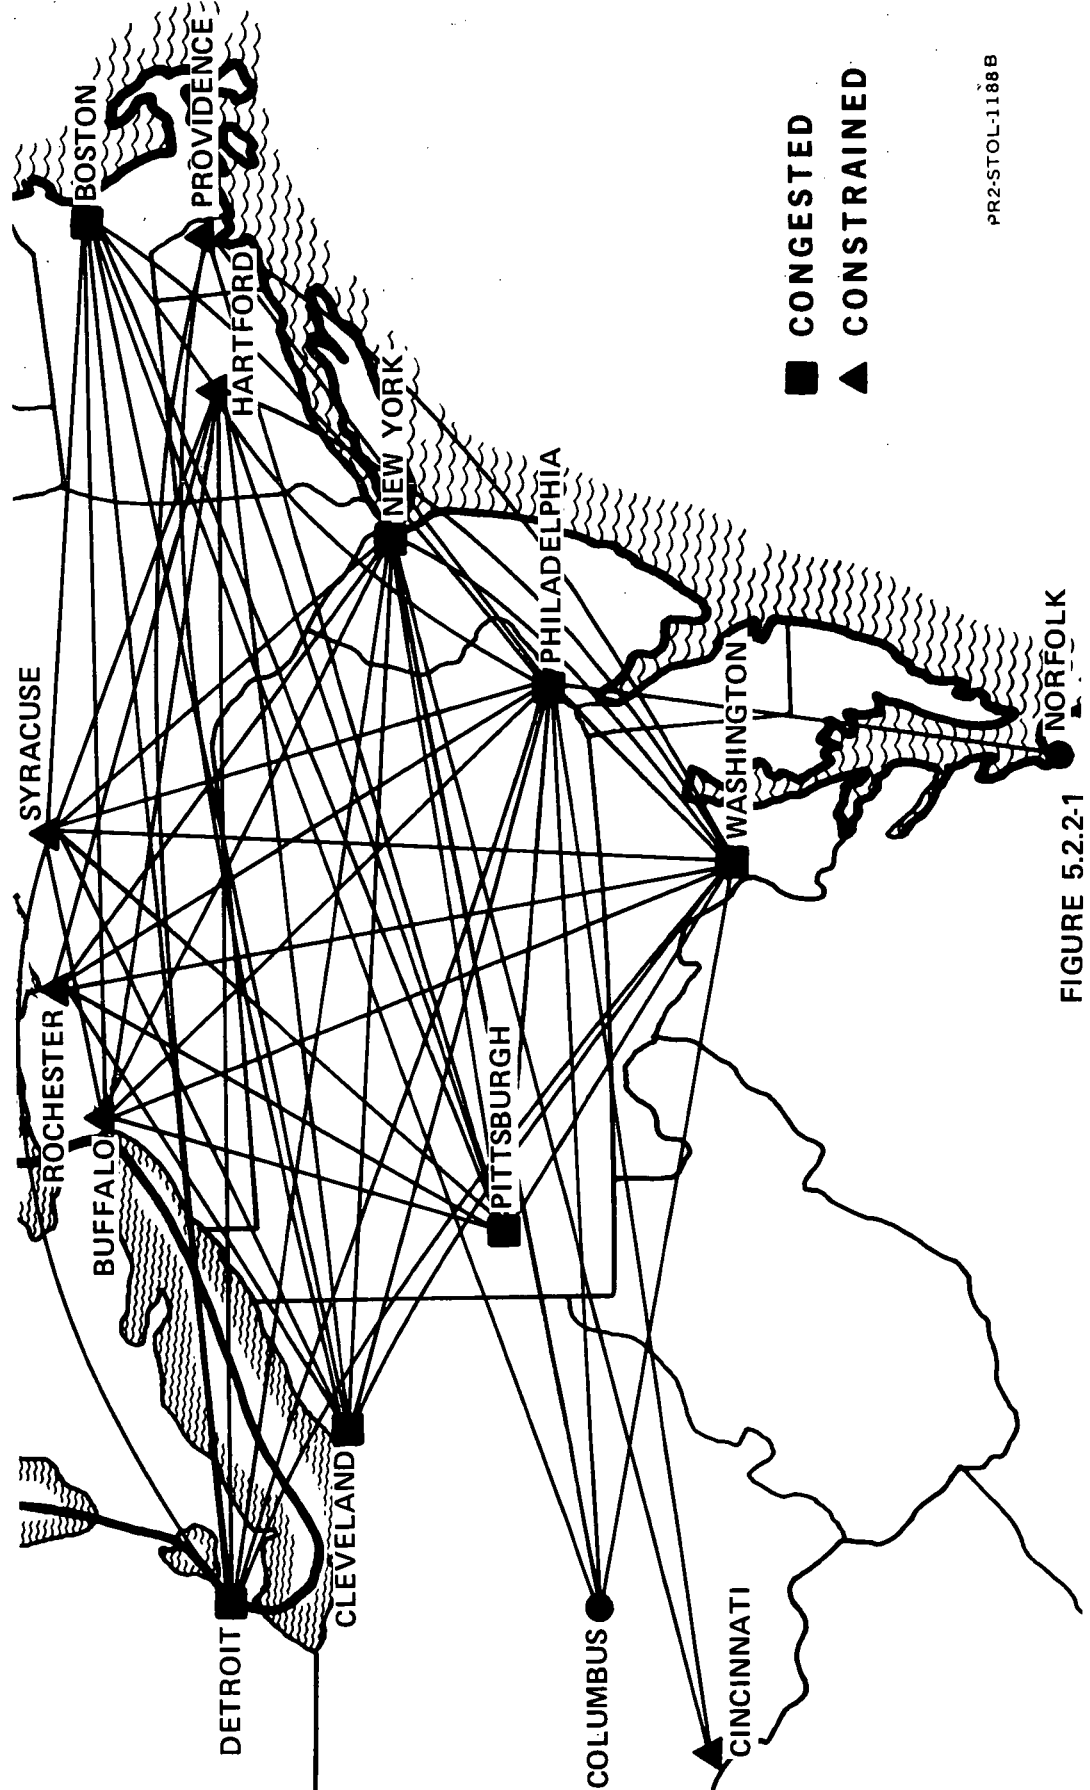 BOSTON
PROVIDENCE
HARTFORD
NEW YORK
SYRACUSE
ROCHESTER
BUFFALO
PHILADELPHIA
WASHINGTON
NORFOLK
PITTSBURGH
CLEVELAND
DETROIT
COLUMBUS
CINCINNATI
CONGESTED
CONSTRAINED
PR2-STOL-1188B
FIGURE 5.2.2-1